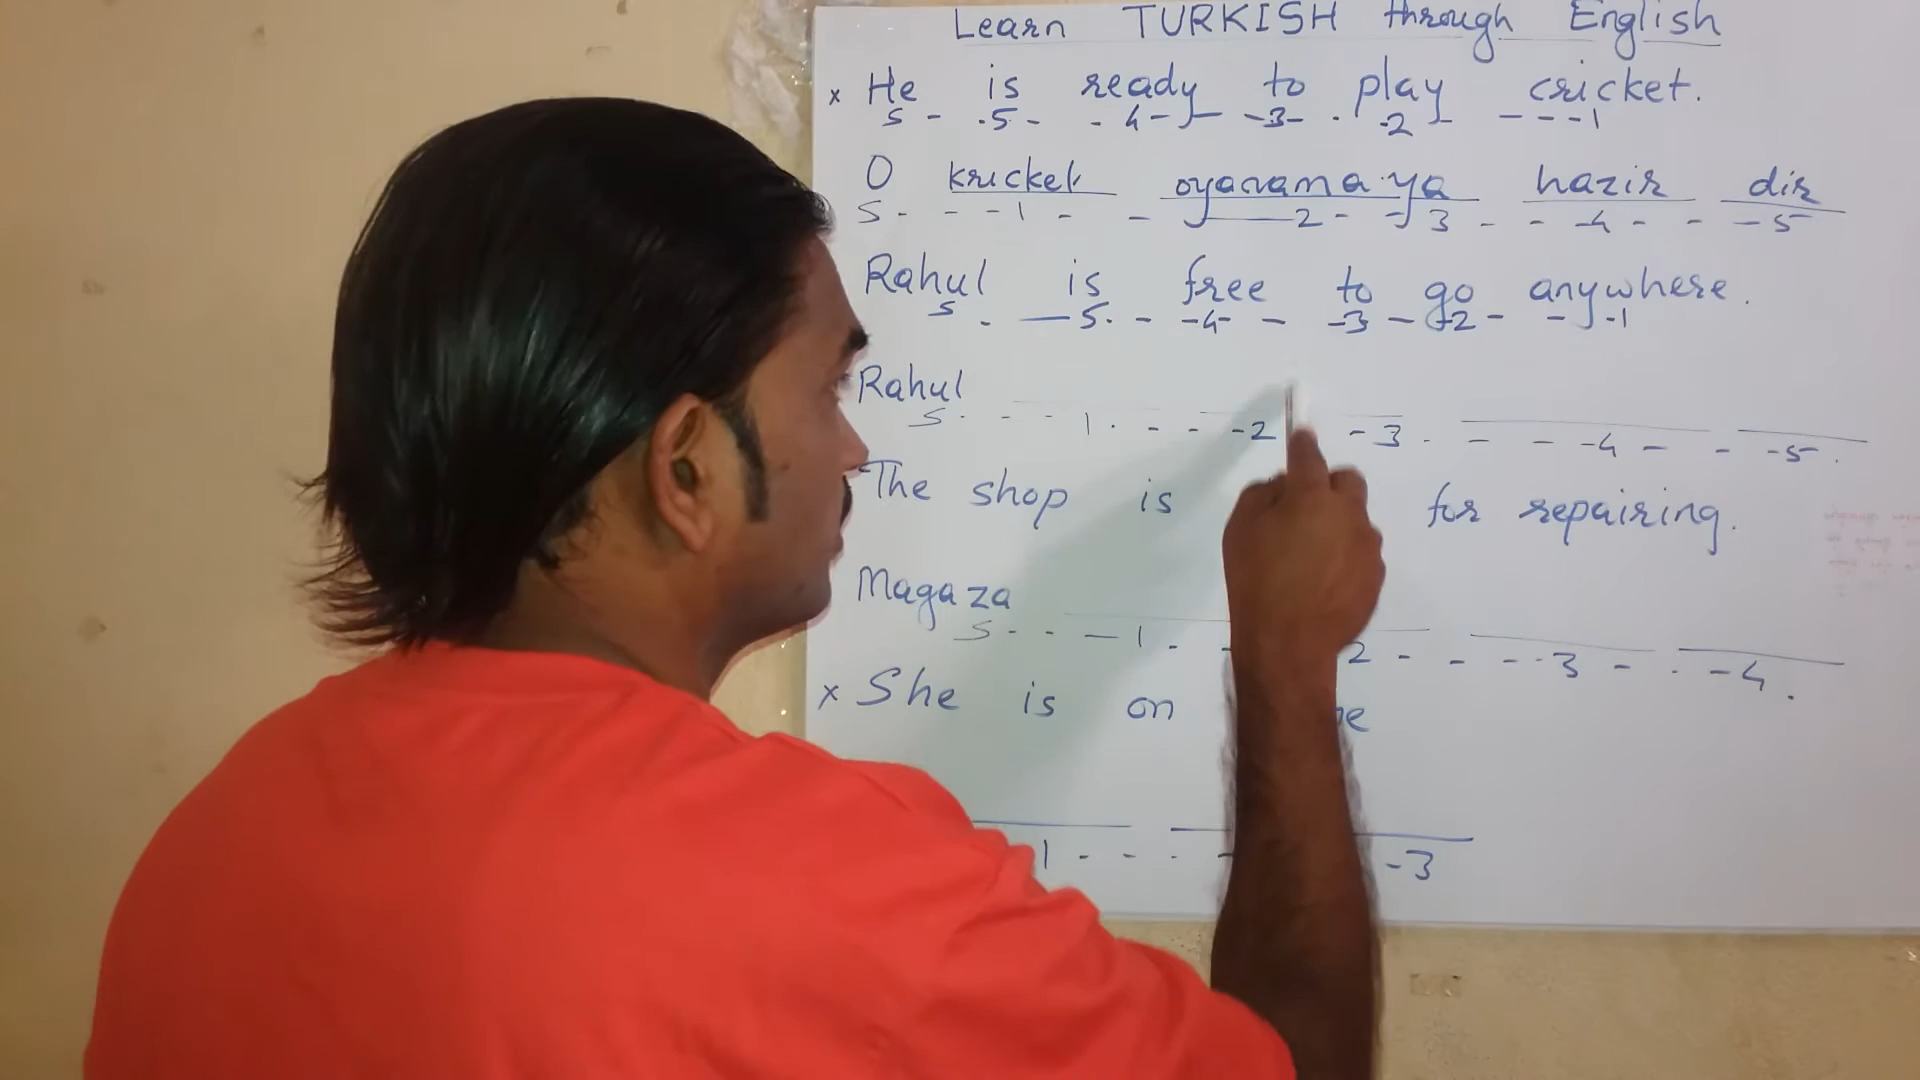 Learn TURKISH through English
x He is ready to play cricket.
S - -5- - 4 - - -3- . -2 - - - -1
O kricket oyanamaya hazir dir
S - - -1 - - 2 - - 3 - - -4 - - -5
Rahul is free to go anywhere.
S - -5. - -4- - -3 - -2 - - -1
Rahul
S. - - 1. - - -2 -3. - - -4 - - -5.
The shop is for repairing.
Magaza
S - - -1. - 2 - - - -3 - . -4.
x She is on
1 - - - - -3